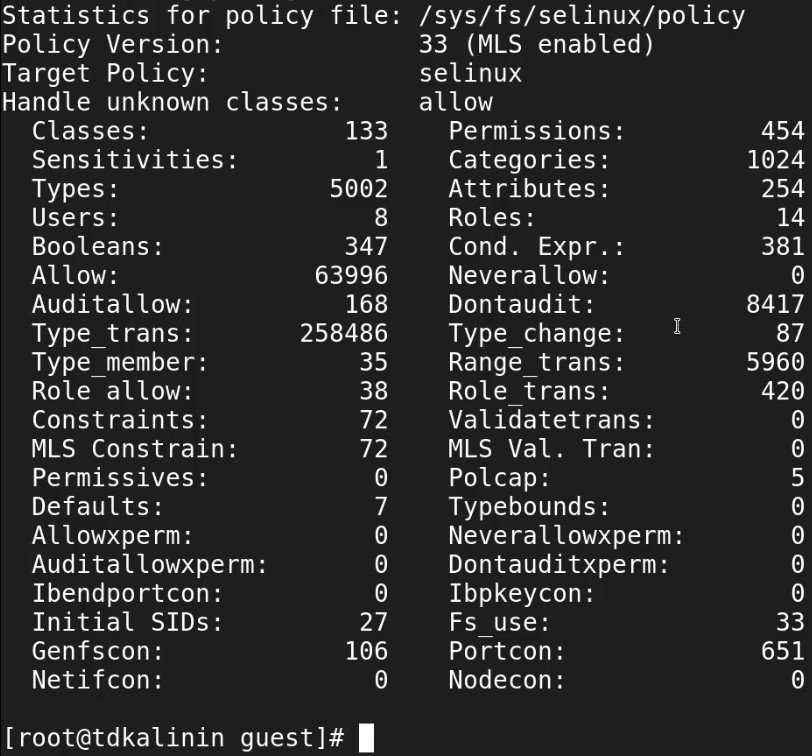 Statistics for policy file: /sys/fs/selinux/policy
Policy Version:             33 (MLS enabled)
Target Policy:              selinux
Handle unknown classes:     allow
  Classes:             133    Permissions:         454
  Sensitivities:         1    Categories:         1024
  Types:              5002    Attributes:          254
  Users:                 8    Roles:                14
  Booleans:            347    Cond. Expr.:         381
  Allow:             63996    Neverallow:            0
  Auditallow:          168    Dontaudit:          8417
  Type_trans:       258486    Type_change:          87
  Type_member:          35    Range_trans:        5960
  Role allow:           38    Role_trans:          420
  Constraints:          72    Validatetrans:         0
  MLS Constrain:        72    MLS Val. Tran:         0
  Permissives:           0    Polcap:                5
  Defaults:              7    Typebounds:            0
  Allowxperm:            0    Neverallowxperm:       0
  Auditallowxperm:       0    Dontauditxperm:        0
  Ibendportcon:          0    Ibpkeycon:             0
  Initial SIDs:         27    Fs_use:               33
  Genfscon:            106    Portcon:             651
  Netifcon:              0    Nodecon:               0
[root@tdkalinin guest]#